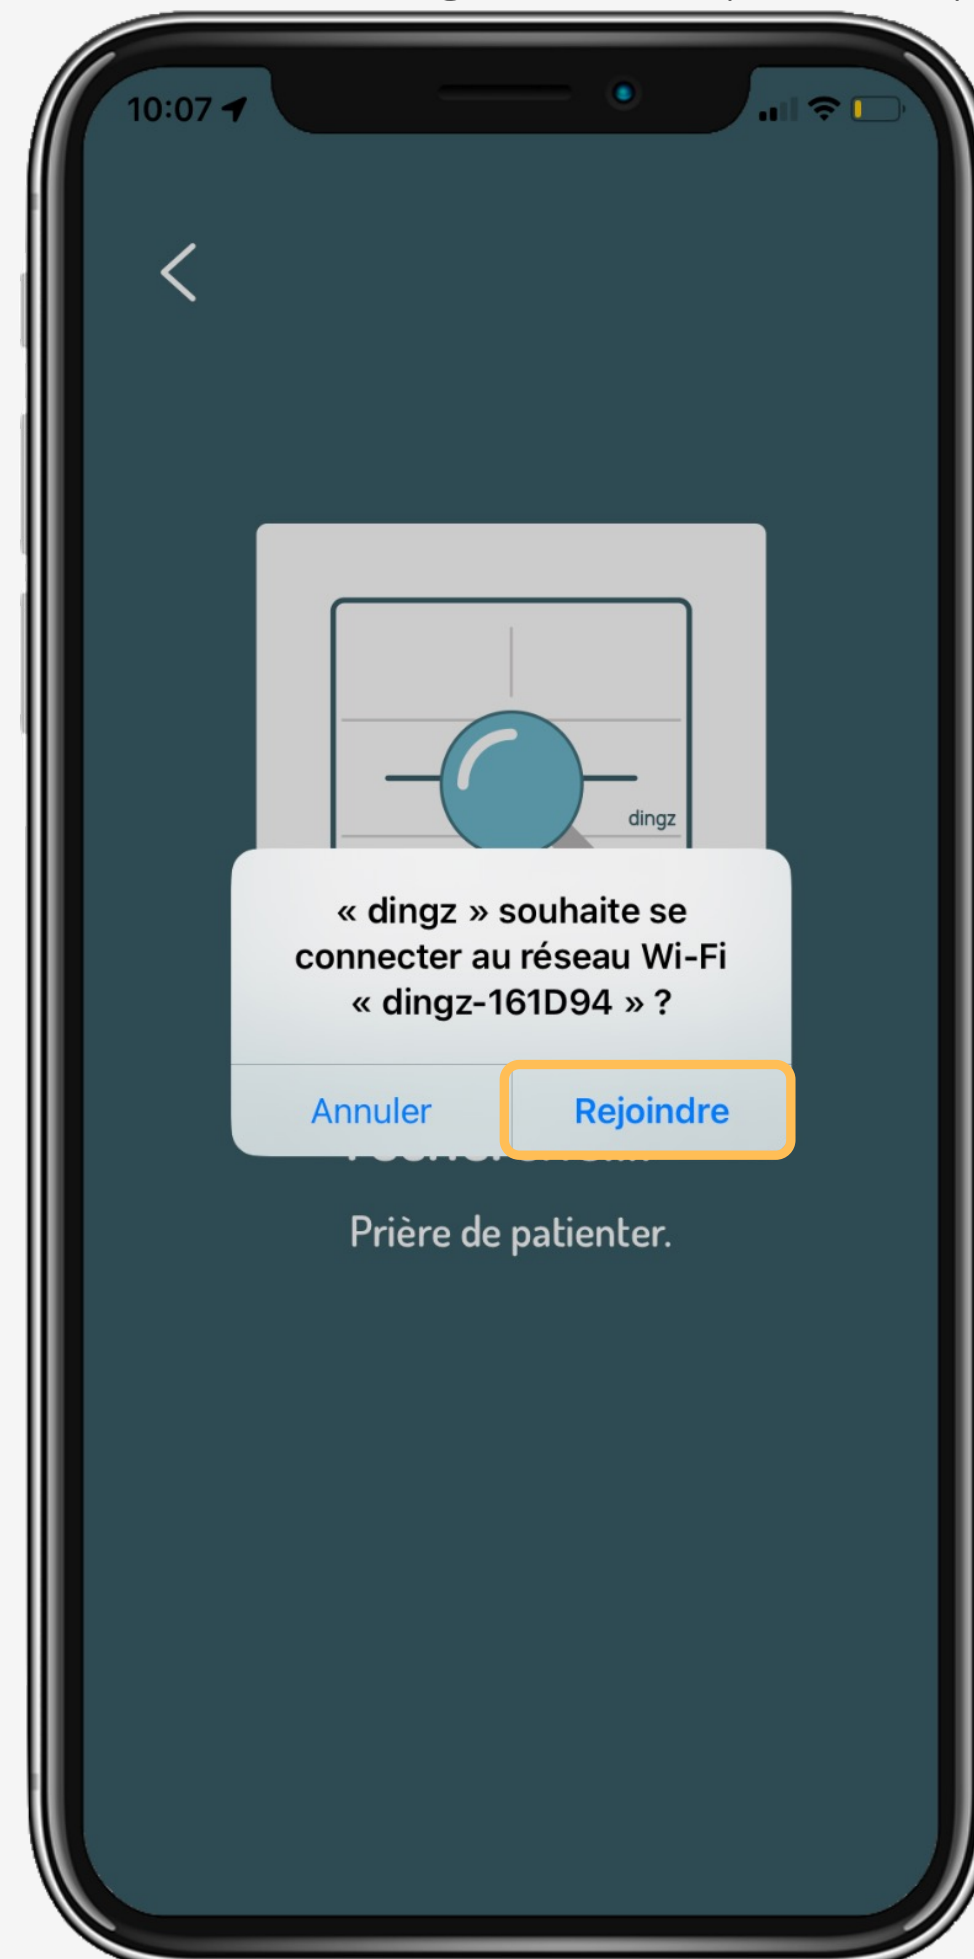 10:07
dingz
« dingz » souhaite se
connecter au réseau Wi-Fi
« dingz-161D94 » ?
Annuler
Rejoindre
Prière de patienter.